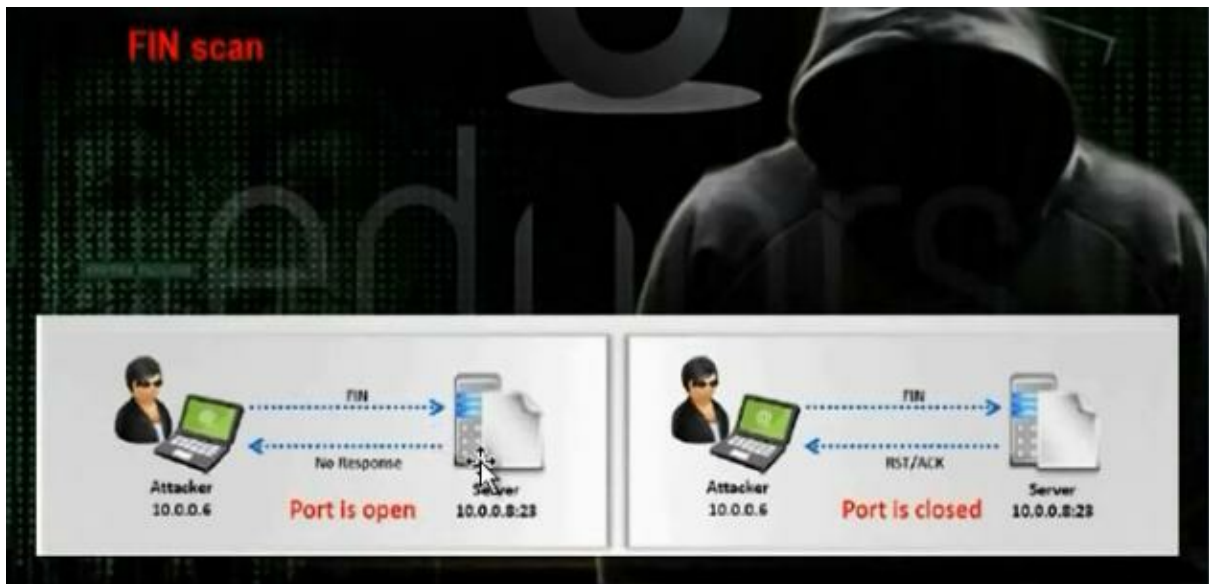 FIN scan
FIN
No Response
Attacker
10.0.0.6
Port is open
Server
10.0.0.8:23
FIN
RST/ACK
Attacker
10.0.0.6
Port is closed
Server
10.0.0.8:23